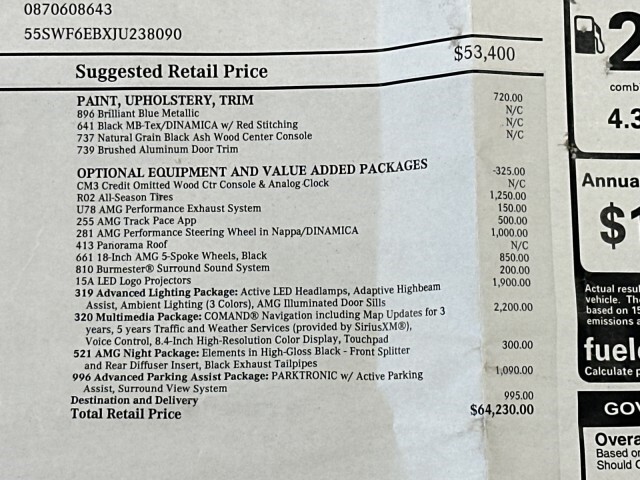 0870608643
55SWF6EBXJU238090
Suggested Retail Price $53,400
PAINT, UPHOLSTERY, TRIM
896 Brilliant Blue Metallic 720.00
641 Black MB-Tex/DINAMICA w/ Red Stitching N/C
737 Natural Grain Black Ash Wood Center Console N/C
739 Brushed Aluminum Door Trim N/C
OPTIONAL EQUIPMENT AND VALUE ADDED PACKAGES
CM3 Credit Omitted Wood Ctr Console & Analog Clock -325.00
R02 All-Season Tires N/C
U78 AMG Performance Exhaust System 1,250.00
255 AMG Track Pace App 150.00
281 AMG Performance Steering Wheel in Nappa/DINAMICA 500.00
413 Panorama Roof 1,000.00
661 18-Inch AMG 5-Spoke Wheels, Black N/C
810 Burmester® Surround Sound System 850.00
15A LED Logo Projectors 200.00
319 Advanced Lighting Package: Active LED Headlamps, Adaptive Highbeam 1,900.00
Assist, Ambient Lighting (3 Colors), AMG Illuminated Door Sills
320 Multimedia Package: COMAND® Navigation including Map Updates for 3 2,200.00
years, 5 years Traffic and Weather Services (provided by SiriusXM®),
Voice Control, 8.4-Inch High-Resolution Color Display, Touchpad
521 AMG Night Package: Elements in High-Gloss Black - Front Splitter 300.00
and Rear Diffuser Insert, Black Exhaust Tailpipes
996 Advanced Parking Assist Package: PARKTRONIC w/ Active Parking 1,090.00
Assist, Surround View System
Destination and Delivery 995.00
Total Retail Price $64,230.00
2
comb
4.3
Annua
$1
Actual resul
vehicle. Th
based on 15
emissions a
fuele
Calculate p
GOV
Overa
Based on
Should